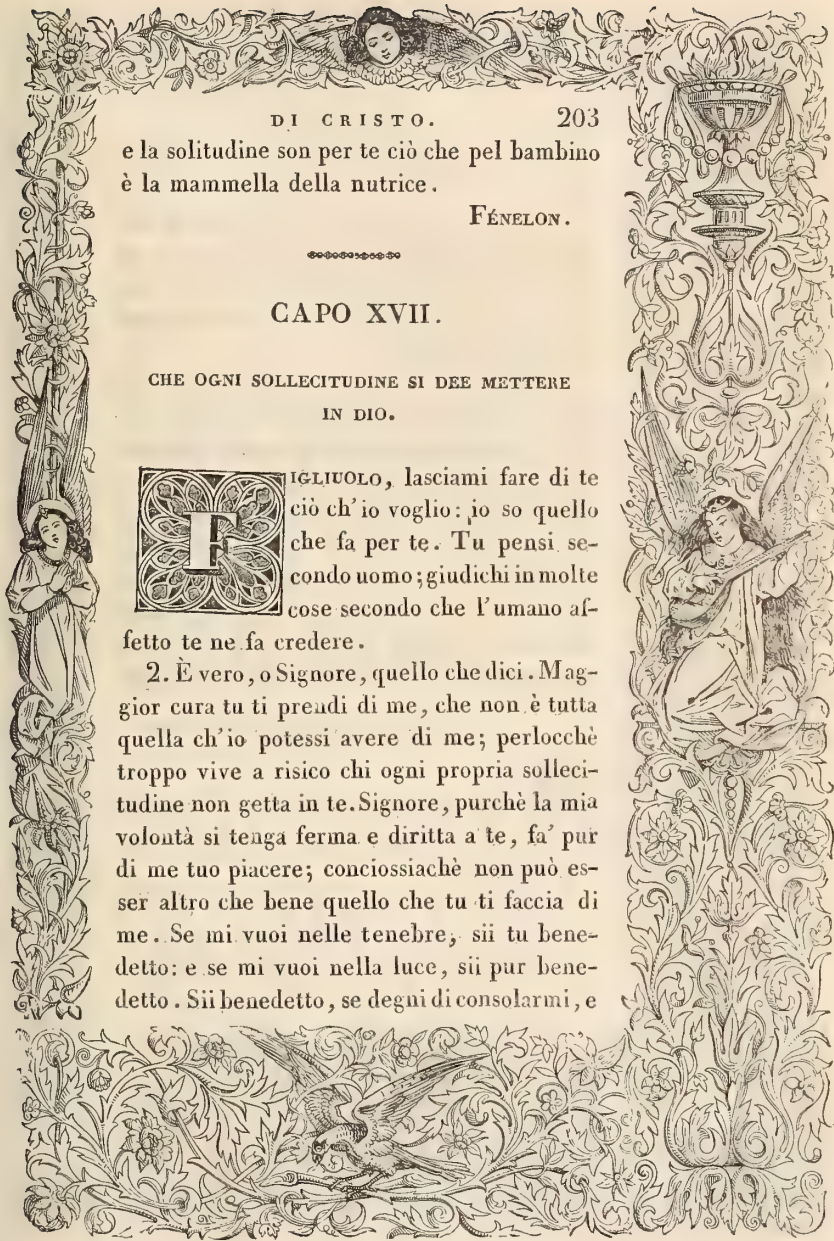 DI CRISTO. 203
e la solitudine son per te ciò che pel bambino
è la mammella della nutrice.
FÉNELON.
CAPO XVII.
CHE OGNI SOLLECITUDINE SI DEE METTERE
IN DIO.
FIGLIUOLO, lasciami fare di te
ciò ch' io voglio: io so quello
che fa per te. Tu pensi se-
condo uomo; giudichi in molte
cose secondo che l'umano af-
fetto te ne fa credere.
2. È vero, o Signore, quello che dici. Mag-
gior cura tu ti prendi di me, che non è tutta
quella ch'io potessi avere di me; perlocchè
troppo vive a risico chi ogni propria solleci-
tudine non getta in te. Signore, purchè la mia
volontà si tenga ferma e diritta a te, fa' pur
di me tuo piacere; conciossiachè non può es-
ser altro che bene quello che tu ti faccia di
me. Se mi vuoi nelle tenebre, sii tu bene-
detto: e se mi vuoi nella luce, sii pur bene-
detto. Sii benedetto, se degni di consolarmi, e